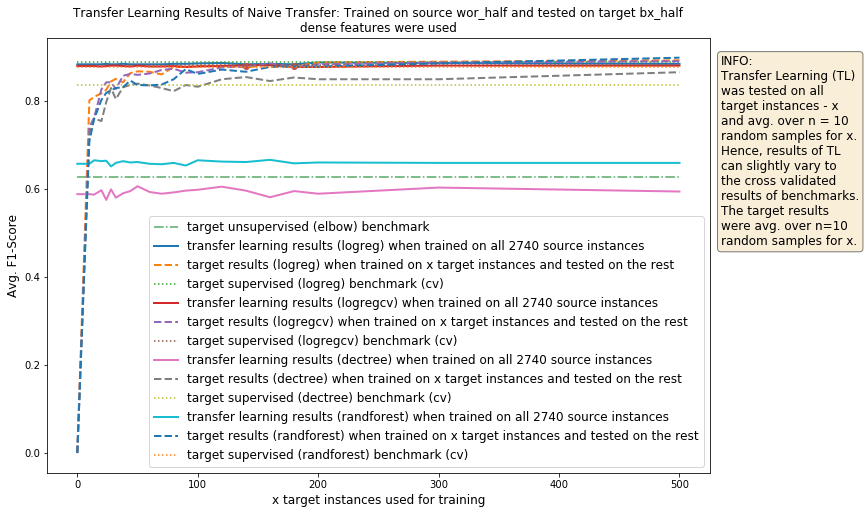 Transfer Learning Results of Naive Transfer: Trained on source wor_half and tested on target bx_half
dense features were used
INFO:
Transfer Learning (TL)
was tested on all
target instances - x
and avg. over n = 10
random samples for x.
Hence, results of TL
can slightly vary to
the cross validated
results of benchmarks.
The target results
were avg. over n=10
random samples for x.
Avg. F1-Score
0.8
0.6
0.4
0.2
0.0
target unsupervised (elbow) benchmark
transfer learning results (logreg) when trained on all 2740 source instances
target results (logreg) when trained on x target instances and tested on the rest
target supervised (logreg) benchmark (cv)
transfer learning results (logregcv) when trained on all 2740 source instances
target results (logregcv) when trained on x target instances and tested on the rest
target supervised (logregcv) benchmark (cv)
transfer learning results (dectree) when trained on all 2740 source instances
target results (dectree) when trained on x target instances and tested on the rest
target supervised (dectree) benchmark (cv)
transfer learning results (randforest) when trained on all 2740 source instances
target results (randforest) when trained on x target instances and tested on the rest
target supervised (randforest) benchmark (cv)
0 100 200 300 400 500
x target instances used for training